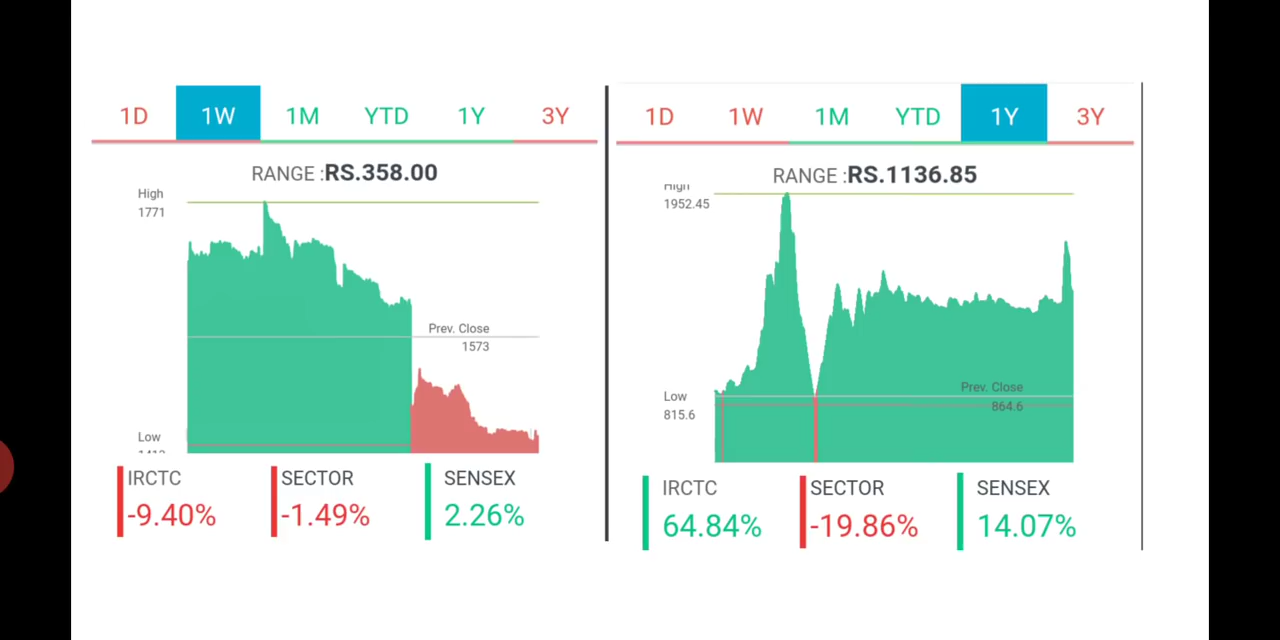 1D 1W 1M YTD 1Y 3Y
RANGE :RS.358.00
High
1771
Prev. Close
1573
Low
IRCTC SECTOR SENSEX
-9.40% -1.49% 2.26%
1D 1W 1M YTD 1Y 3Y
RANGE :RS.1136.85
High
1952.45
Prev. Close
864.6
Low
815.6
IRCTC SECTOR SENSEX
64.84% -19.86% 14.07%